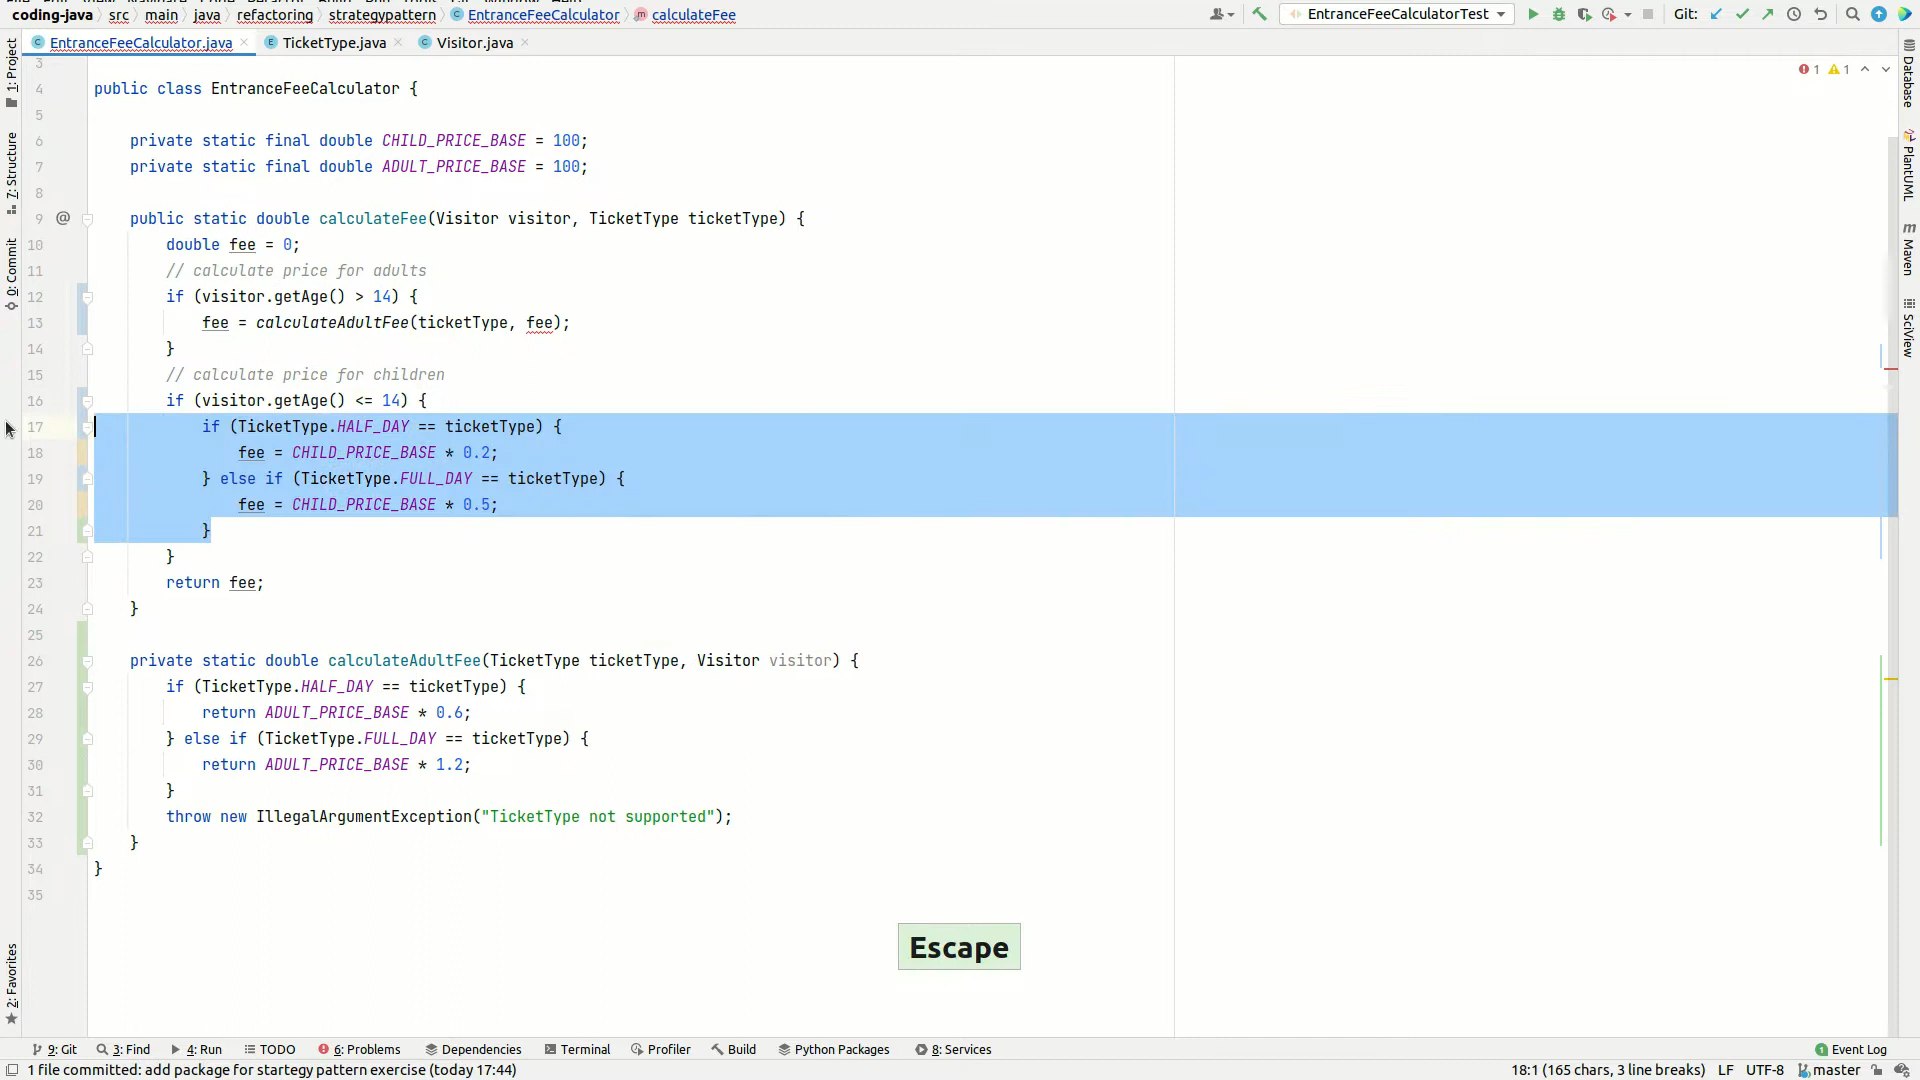 coding-java › src › main › java › refactoring › strategypattern › EntranceFeeCalculator › calculateFee
EntranceFeeCalculatorTest
Git:
EntranceFeeCalculator.java
TicketType.java
Visitor.java
1 1
3
4 public class EntranceFeeCalculator {
5
6 private static final double CHILD_PRICE_BASE = 100;
7 private static final double ADULT_PRICE_BASE = 100;
8
9 @ public static double calculateFee(Visitor visitor, TicketType ticketType) {
10 double fee = 0;
11 // calculate price for adults
12 if (visitor.getAge() > 14) {
13 fee = calculateAdultFee(ticketType, fee);
14 }
15 // calculate price for children
16 if (visitor.getAge() <= 14) {
17 if (TicketType.HALF_DAY == ticketType) {
18 fee = CHILD_PRICE_BASE * 0.2;
19 } else if (TicketType.FULL_DAY == ticketType) {
20 fee = CHILD_PRICE_BASE * 0.5;
21 }
22 }
23 return fee;
24 }
25
26 private static double calculateAdultFee(TicketType ticketType, Visitor visitor) {
27 if (TicketType.HALF_DAY == ticketType) {
28 return ADULT_PRICE_BASE * 0.6;
29 } else if (TicketType.FULL_DAY == ticketType) {
30 return ADULT_PRICE_BASE * 1.2;
31 }
32 throw new IllegalArgumentException("TicketType not supported");
33 }
34 }
35
1: Project
7: Structure
0: Commit
2: Favorites
Database
PlantUML
Maven
SciView
Escape
9: Git
3: Find
4: Run
TODO
6: Problems
Dependencies
Terminal
Profiler
Build
Python Packages
8: Services
1 Event Log
1 file committed: add package for startegy pattern exercise (today 17:44)
18:1 (165 chars, 3 line breaks) LF UTF-8 master